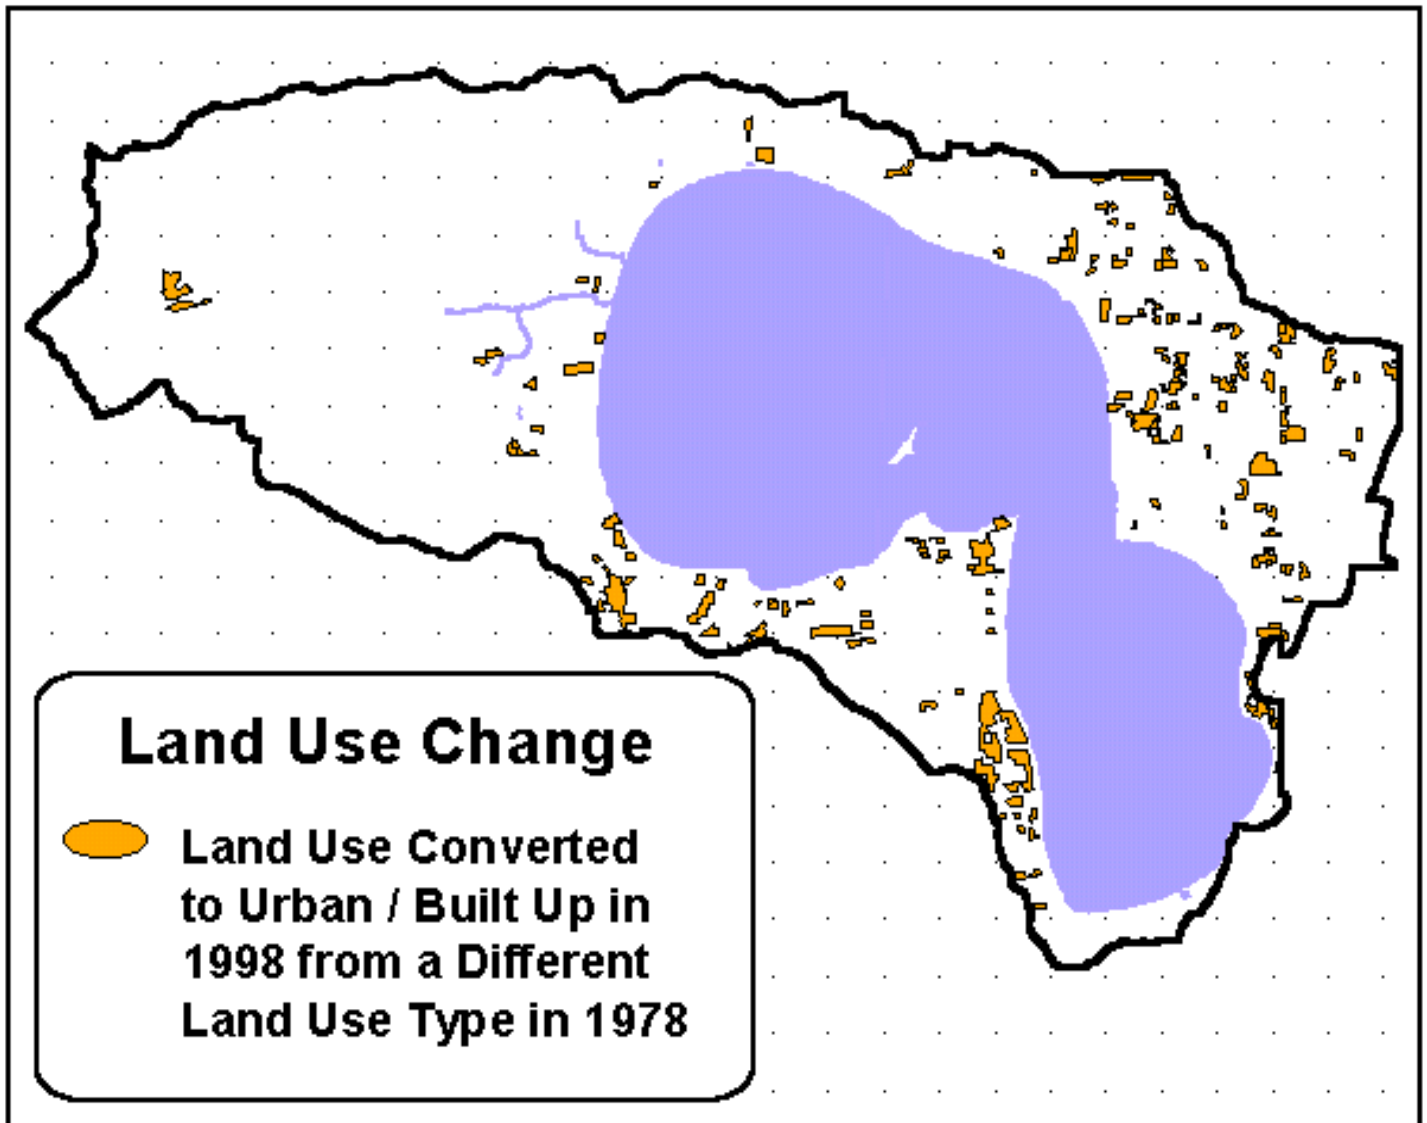 Land Use Change
Land Use Converted
to Urban / Built Up in
1998 from a Different
Land Use Type in 1978